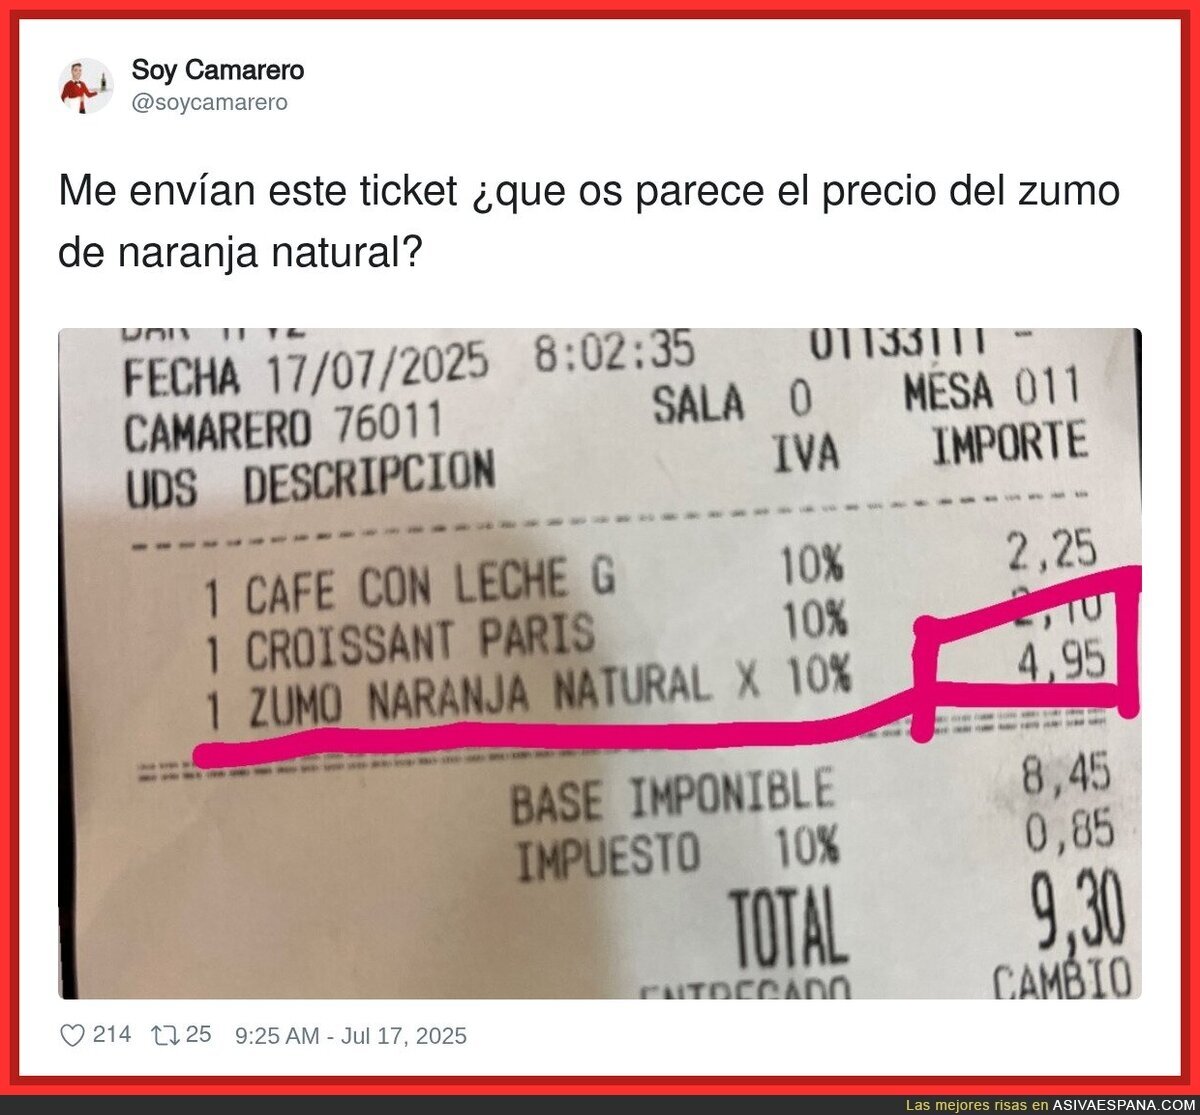 Soy Camarero
@soycamarero
Me envían este ticket ¿que os parece el precio del zumo
de naranja natural?
FECHA 17/07/2025 8:02:35 01133111 -
CAMARERO 76011 SALA 0 MESA 011
UDS DESCRIPCION IVA IMPORTE
1 CAFE CON LECHE G 10% 2,25
1 CROISSANT PARIS 10% 2,10
1 ZUMO NARANJA NATURAL X 10% 4,95
BASE IMPONIBLE 8,45
IMPUESTO 10% 0,85
TOTAL 9,30
ENTREGADO CAMBIO
214 25 9:25 AM - Jul 17, 2025
Las mejores risas en ASIVAESPANA.COM